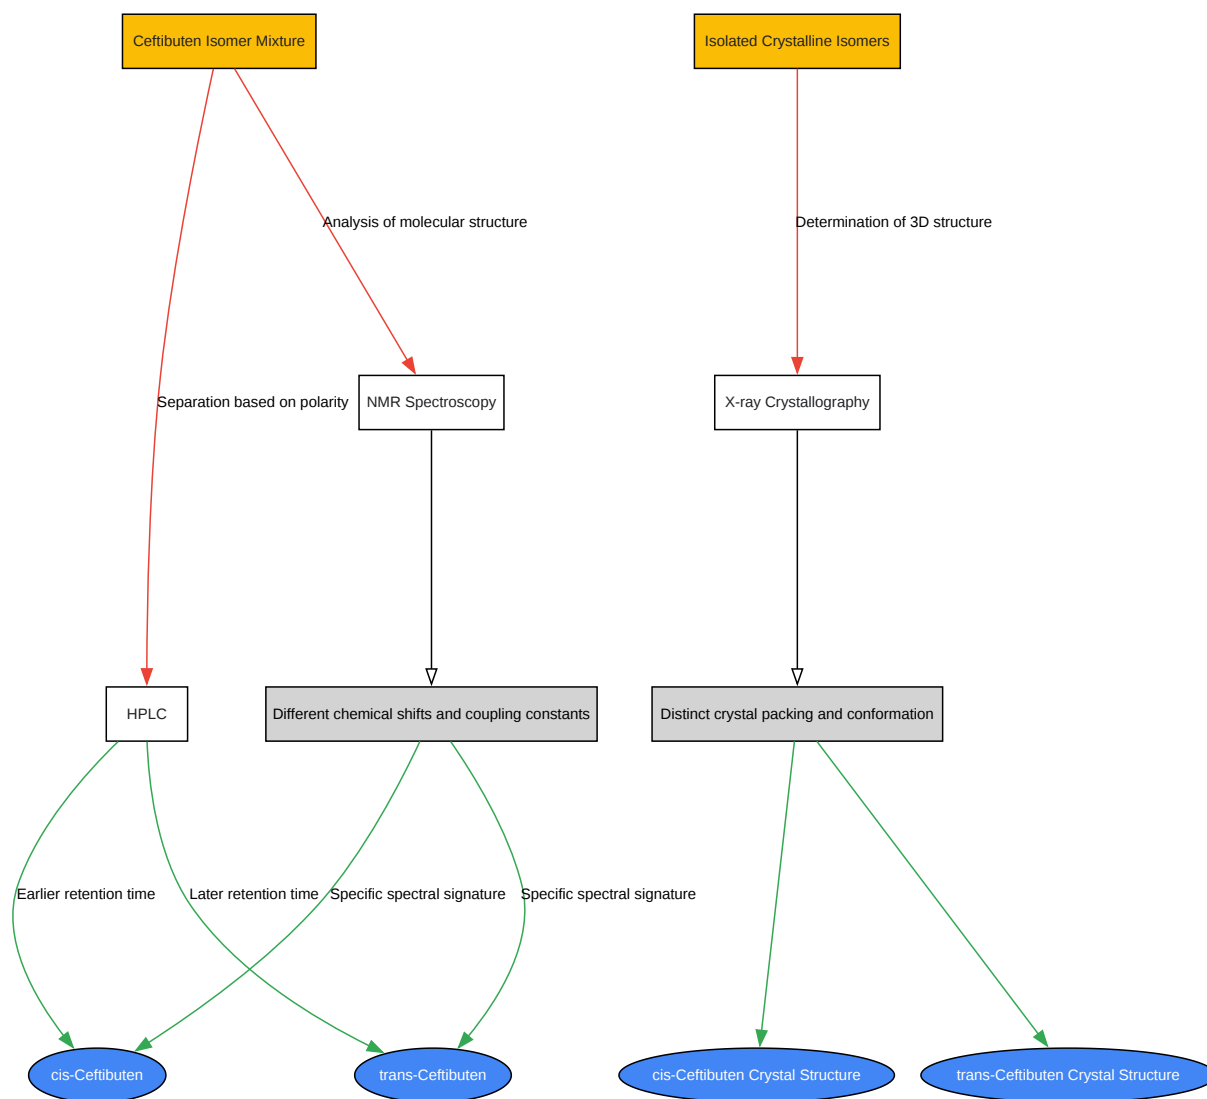 Ceftibuten Isomer Mixture
Isolated Crystalline Isomers
Analysis of molecular structure
Determination of 3D structure
Separation based on polarity
NMR Spectroscopy
X-ray Crystallography
HPLC
Different chemical shifts and coupling constants
Distinct crystal packing and conformation
Earlier retention time
Later retention time
Specific spectral signature
Specific spectral signature
cis-Ceftibuten
trans-Ceftibuten
cis-Ceftibuten Crystal Structure
trans-Ceftibuten Crystal Structure